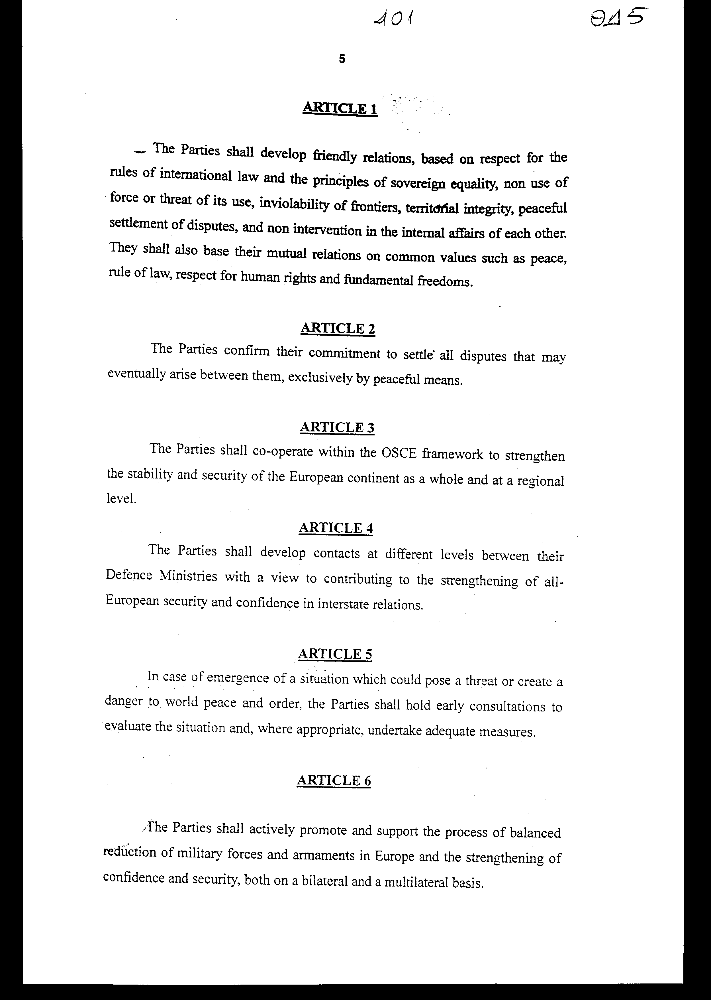 101 ΘΔ5
5
ARTICLE 1
The Parties shall develop friendly relations, based on respect for the
rules of international law and the principles of sovereign equality, non use of
force or threat of its use, inviolability of frontiers, territorial integrity, peaceful
settlement of disputes, and non intervention in the internal affairs of each other.
They shall also base their mutual relations on common values such as peace,
rule of law, respect for human rights and fundamental freedoms.
ARTICLE 2
The Parties confirm their commitment to settle all disputes that may
eventually arise between them, exclusively by peaceful means.
ARTICLE 3
The Parties shall co-operate within the OSCE framework to strengthen
the stability and security of the European continent as a whole and at a regional
level.
ARTICLE 4
The Parties shall develop contacts at different levels between their
Defence Ministries with a view to contributing to the strengthening of all-
European security and confidence in interstate relations.
ARTICLE 5
In case of emergence of a situation which could pose a threat or create a
danger to world peace and order, the Parties shall hold early consultations to
evaluate the situation and, where appropriate, undertake adequate measures.
ARTICLE 6
The Parties shall actively promote and support the process of balanced
reduction of military forces and armaments in Europe and the strengthening of
confidence and security, both on a bilateral and a multilateral basis.